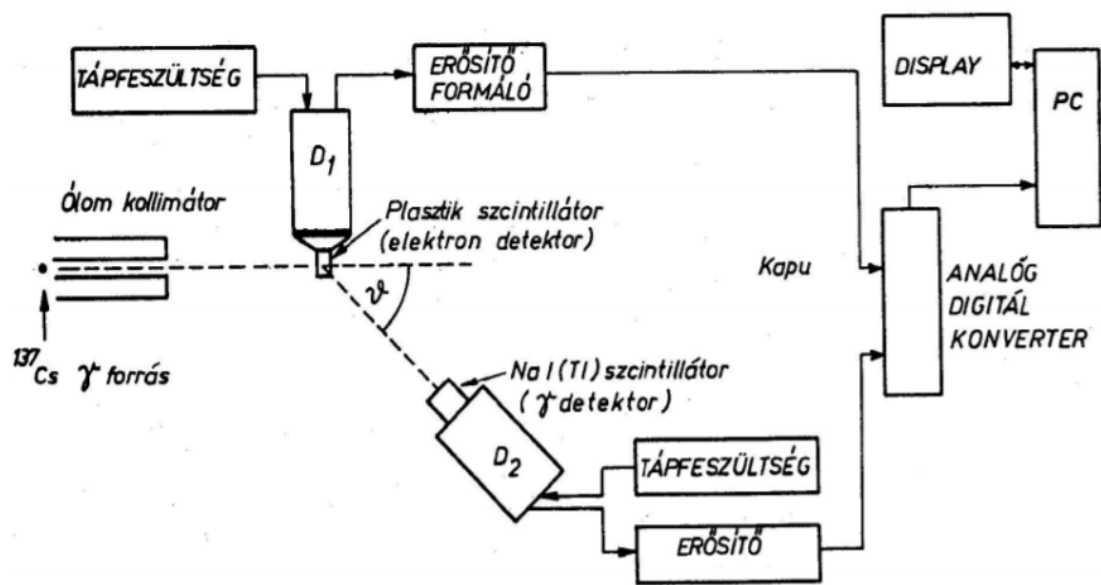 TÁPFESZÜLTSÉG
ERŐSÍTŐ
FORMÁLÓ
DISPLAY
PC
D₁
Ólom kollimátor
Plasztik szcintillátor
(elektron detektor)
ϑ
Kapu
ANALÓG
DIGITÁL
KONVERTER
¹³⁷Cs γ forrás
NaI(Tl) szcintillátor
(γ detektor)
D₂
TÁPFESZÜLTSÉG
ERŐSÍTŐ